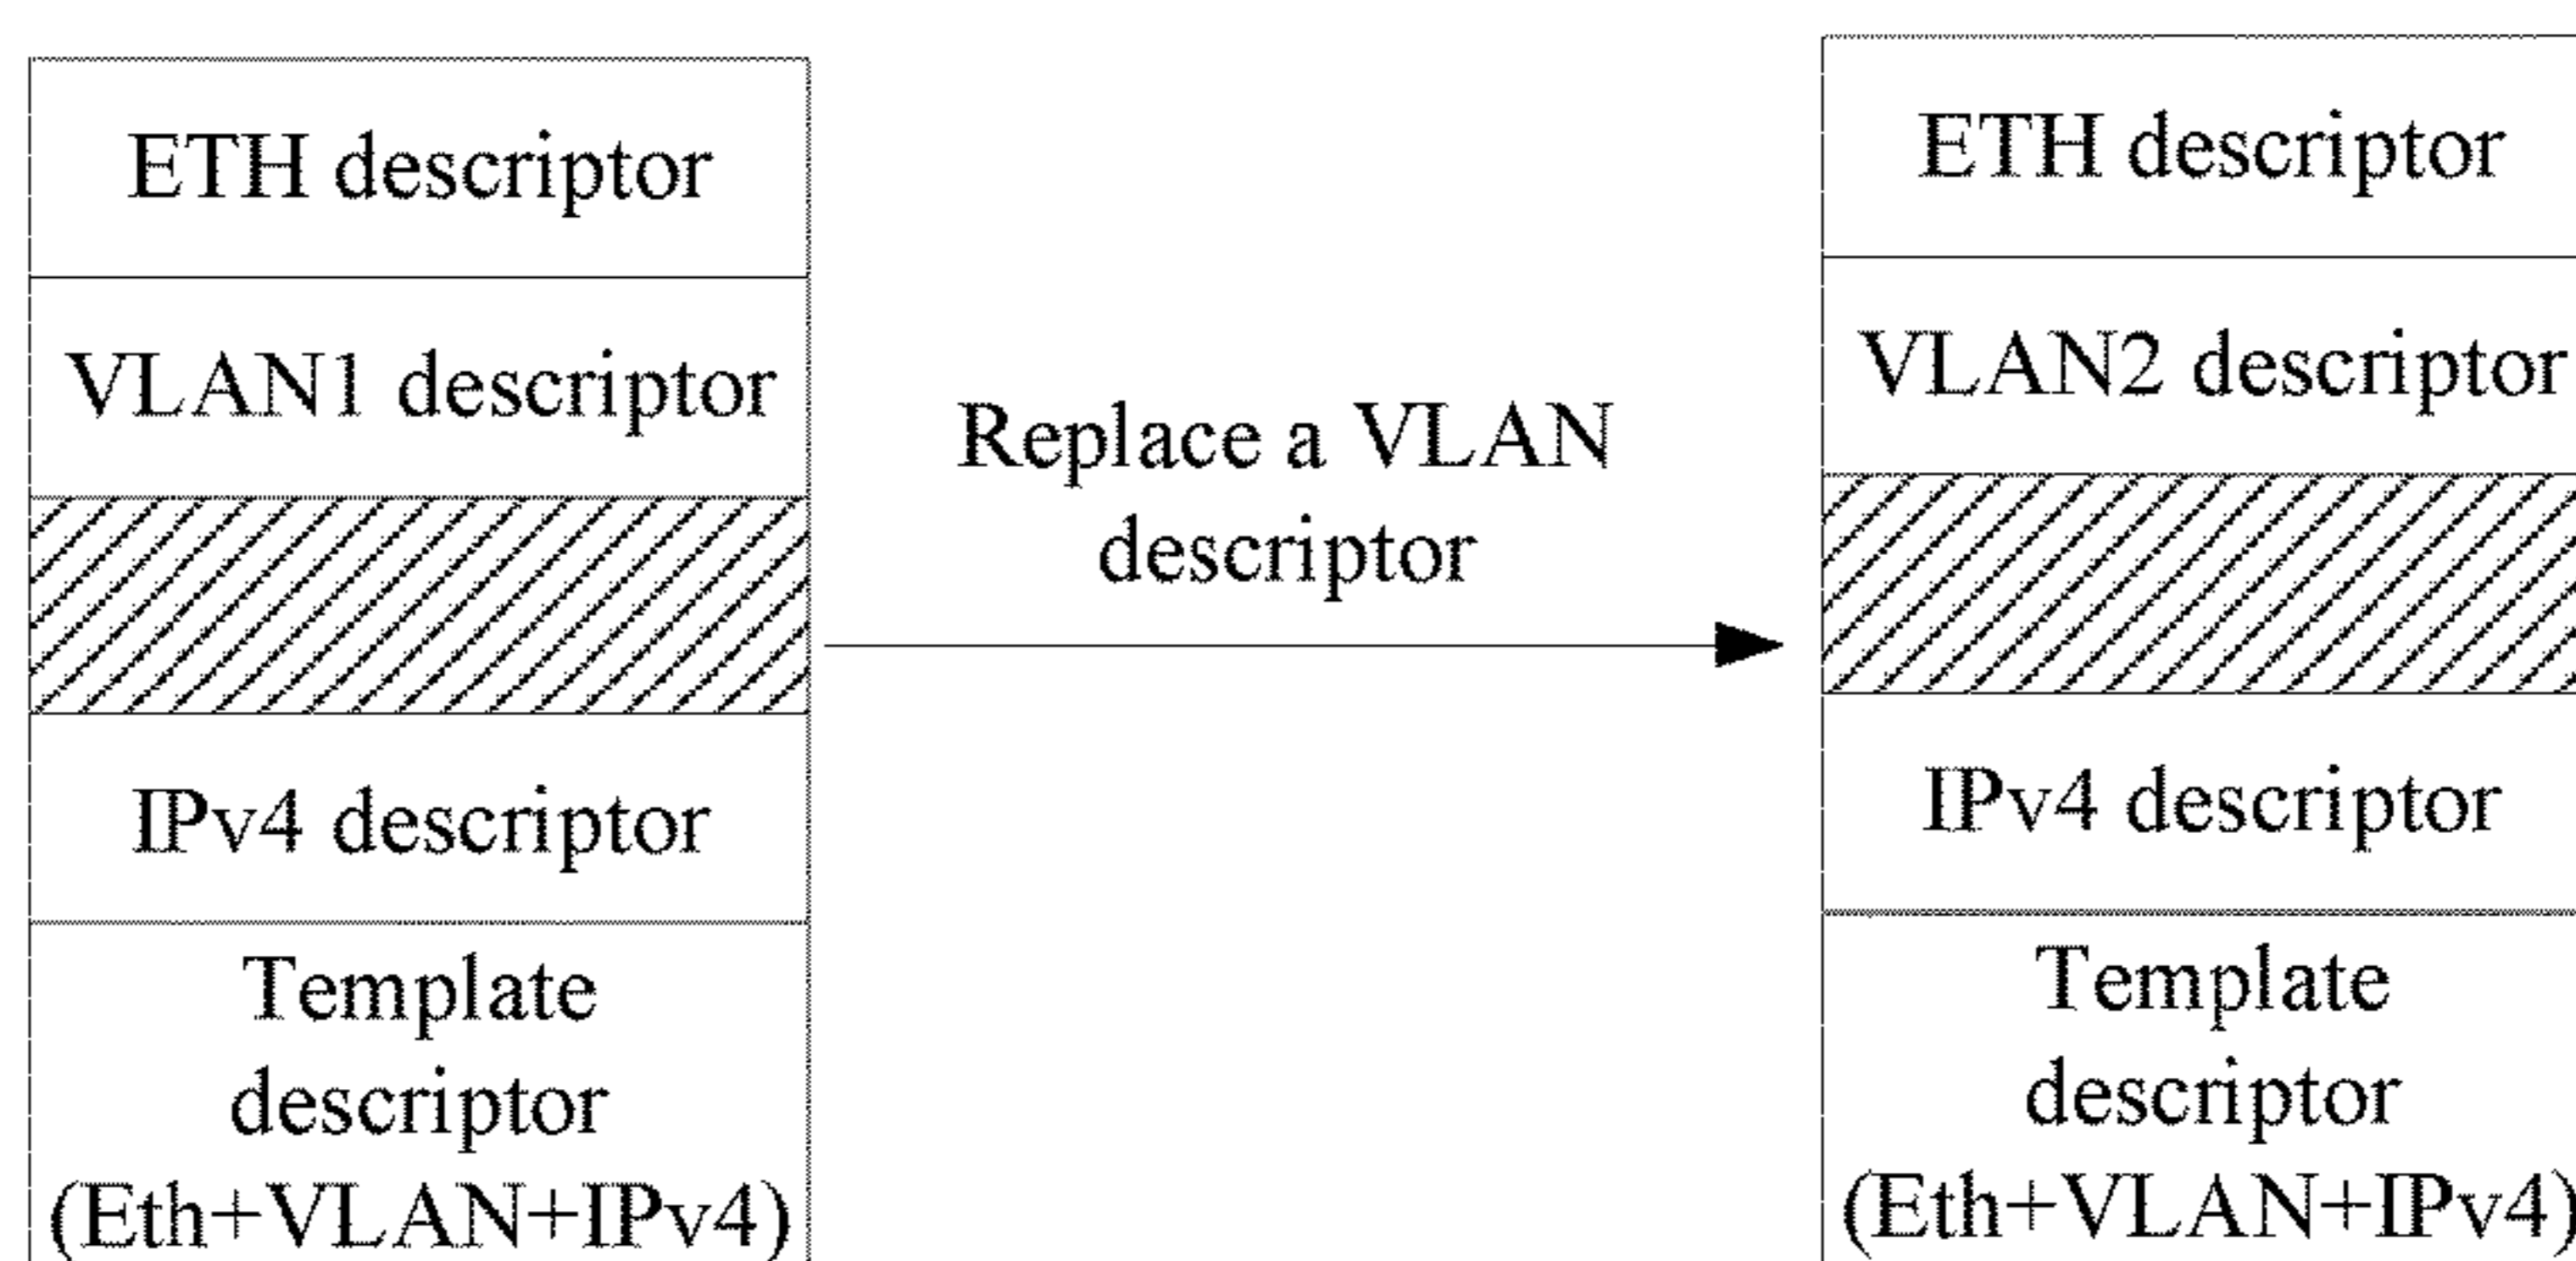 ETH descriptor
VLAN1 descriptor
IPv4 descriptor
Template
descriptor
(Eth+VLAN+IPv4)
Replace a VLAN
descriptor
ETH descriptor
VLAN2 descriptor
IPv4 descriptor
Template
descriptor
(Eth+VLAN+IPv4)